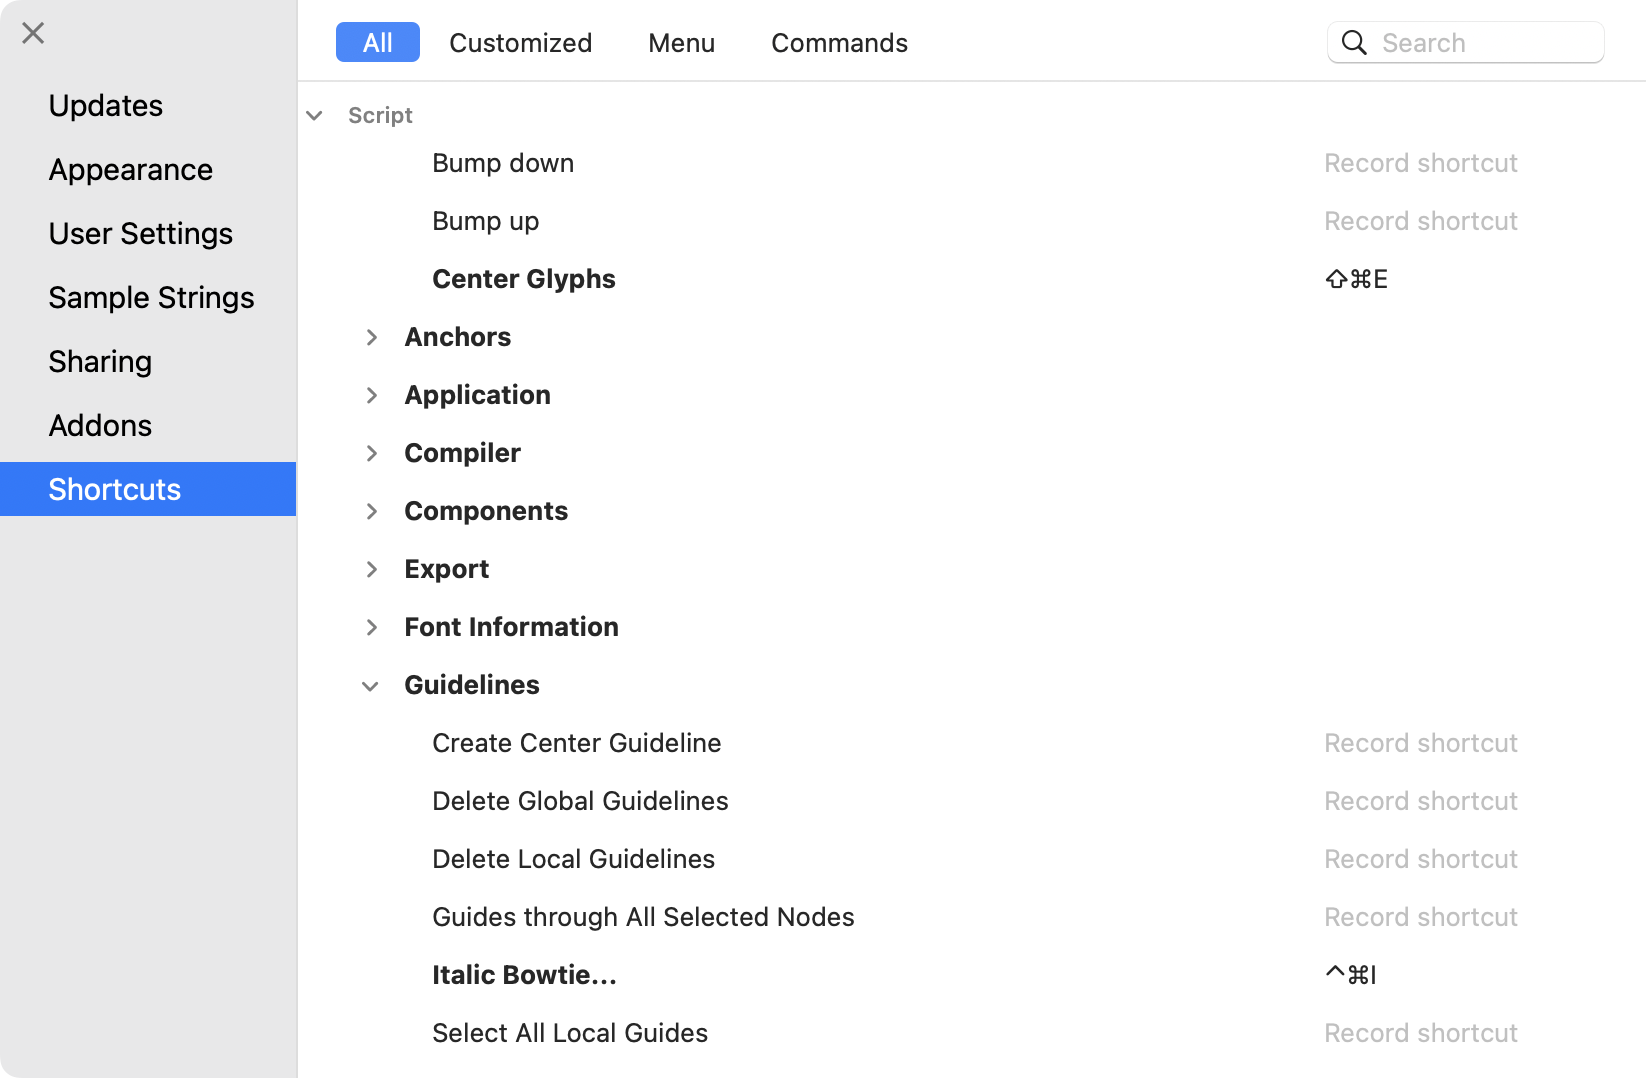 Updates
Appearance
User Settings
Sample Strings
Sharing
Addons
Shortcuts
All Customized Menu Commands Search
Script
Bump down Record shortcut
Bump up Record shortcut
Center Glyphs ⇧⌘E
Anchors
Application
Compiler
Components
Export
Font Information
Guidelines
Create Center Guideline Record shortcut
Delete Global Guidelines Record shortcut
Delete Local Guidelines Record shortcut
Guides through All Selected Nodes Record shortcut
Italic Bowtie... ^⌘I
Select All Local Guides Record shortcut